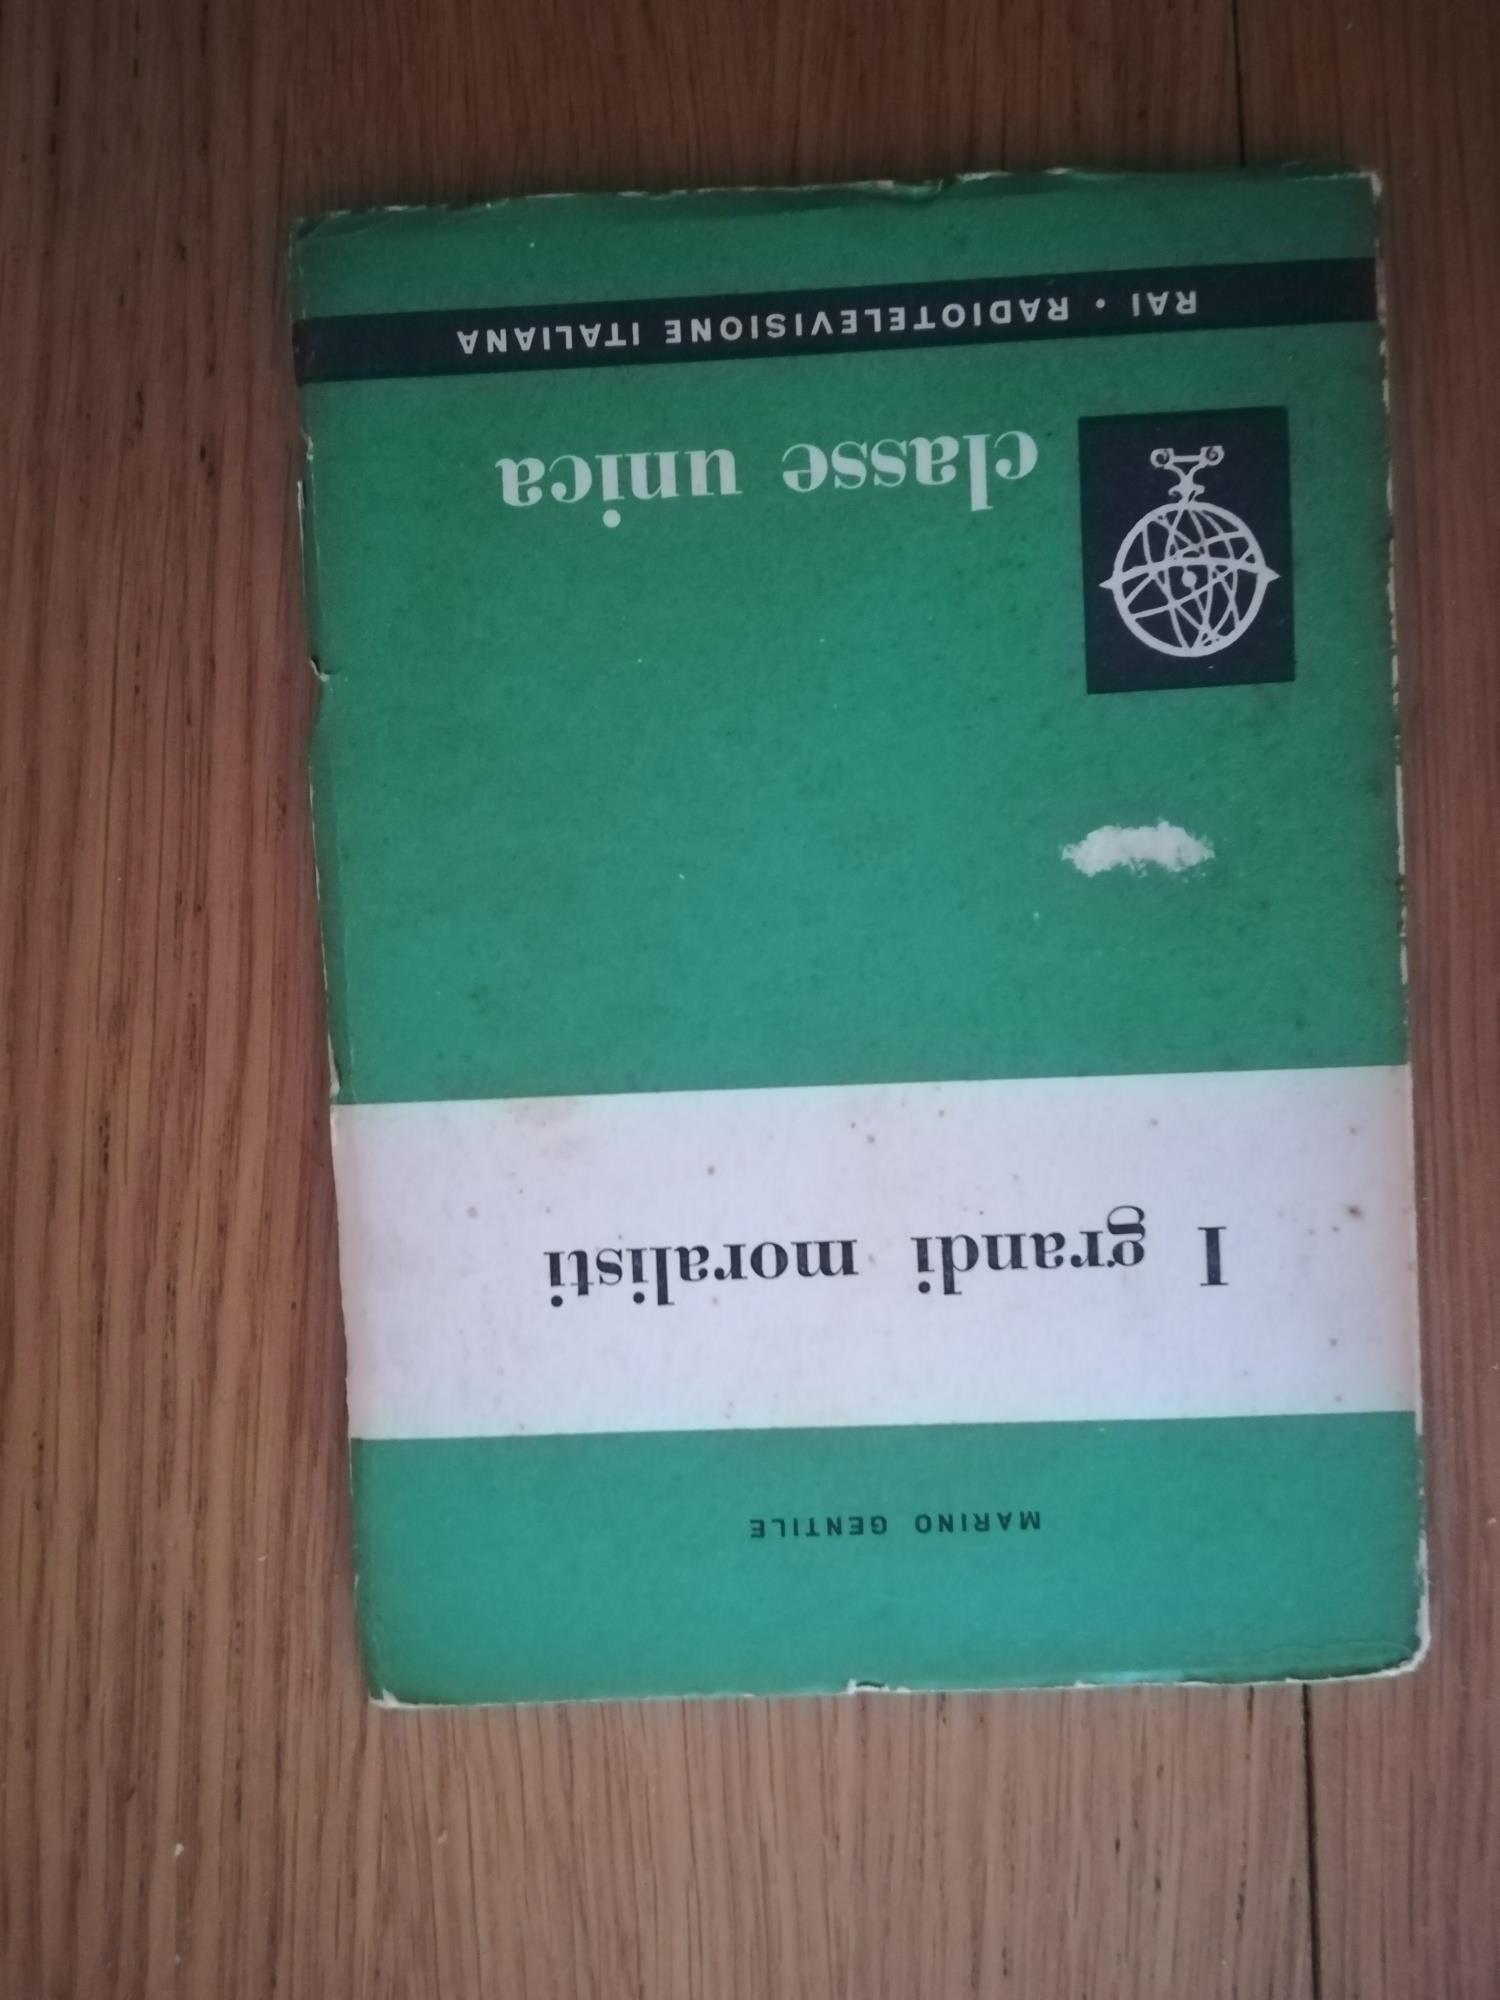 MARINO GENTILE
I grandi moralisti
classe unica
RAI • RADIOTELEVISIONE ITALIANA